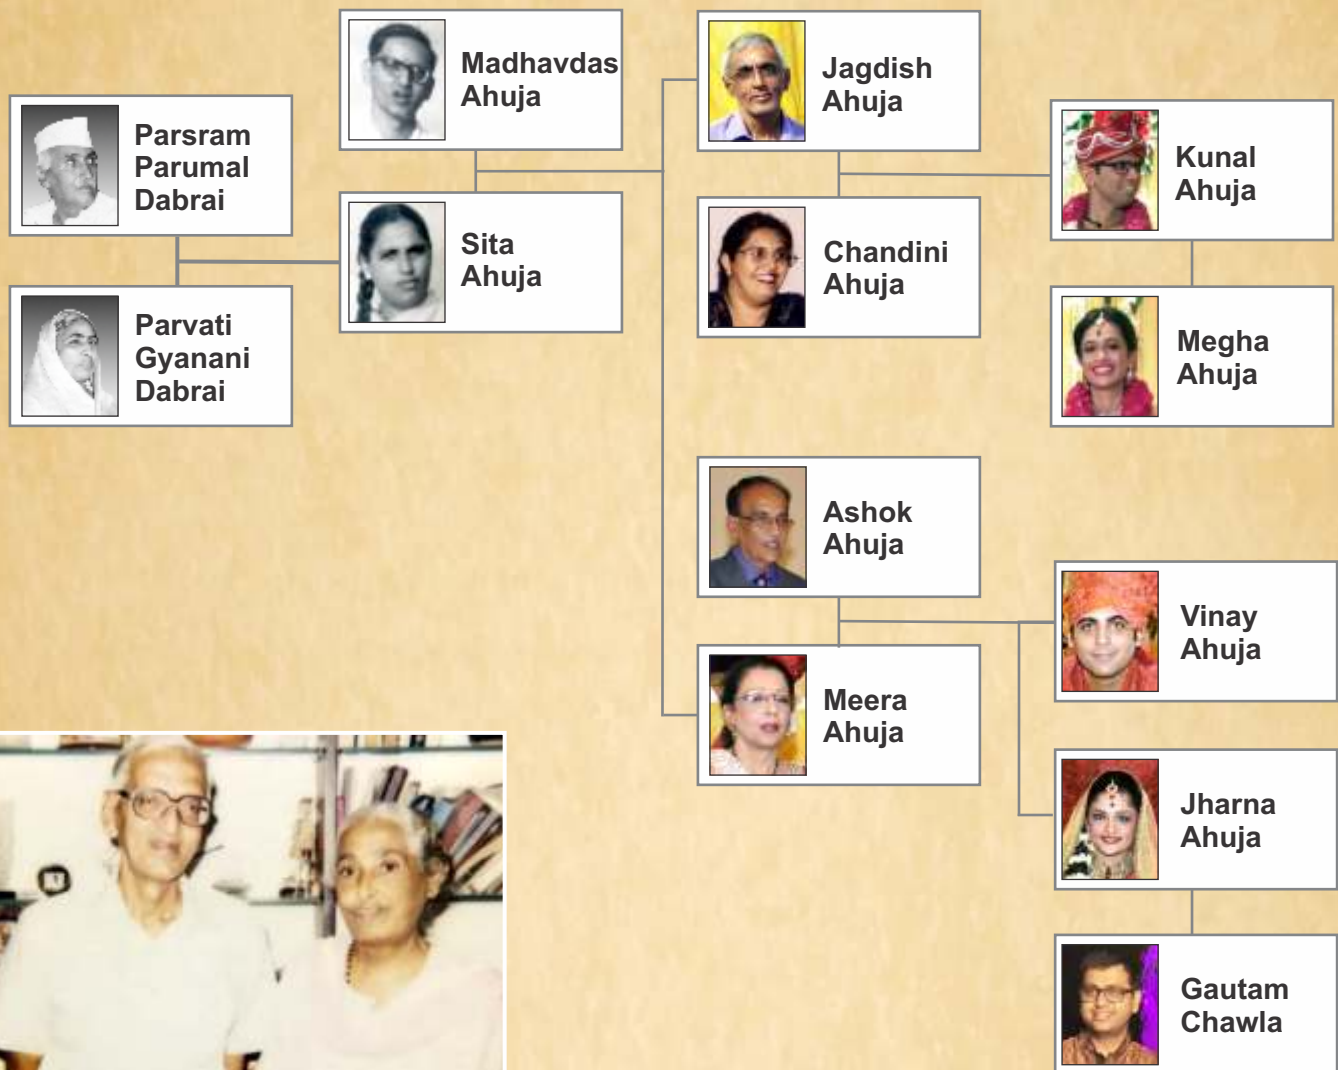 Parsram
Parumal
Dabrai
Parvati
Gyanani
Dabrai
Madhavdas
Ahuja
Sita
Ahuja
Jagdish
Ahuja
Chandini
Ahuja
Kunal
Ahuja
Megha
Ahuja
Ashok
Ahuja
Meera
Ahuja
Vinay
Ahuja
Jharna
Ahuja
Gautam
Chawla